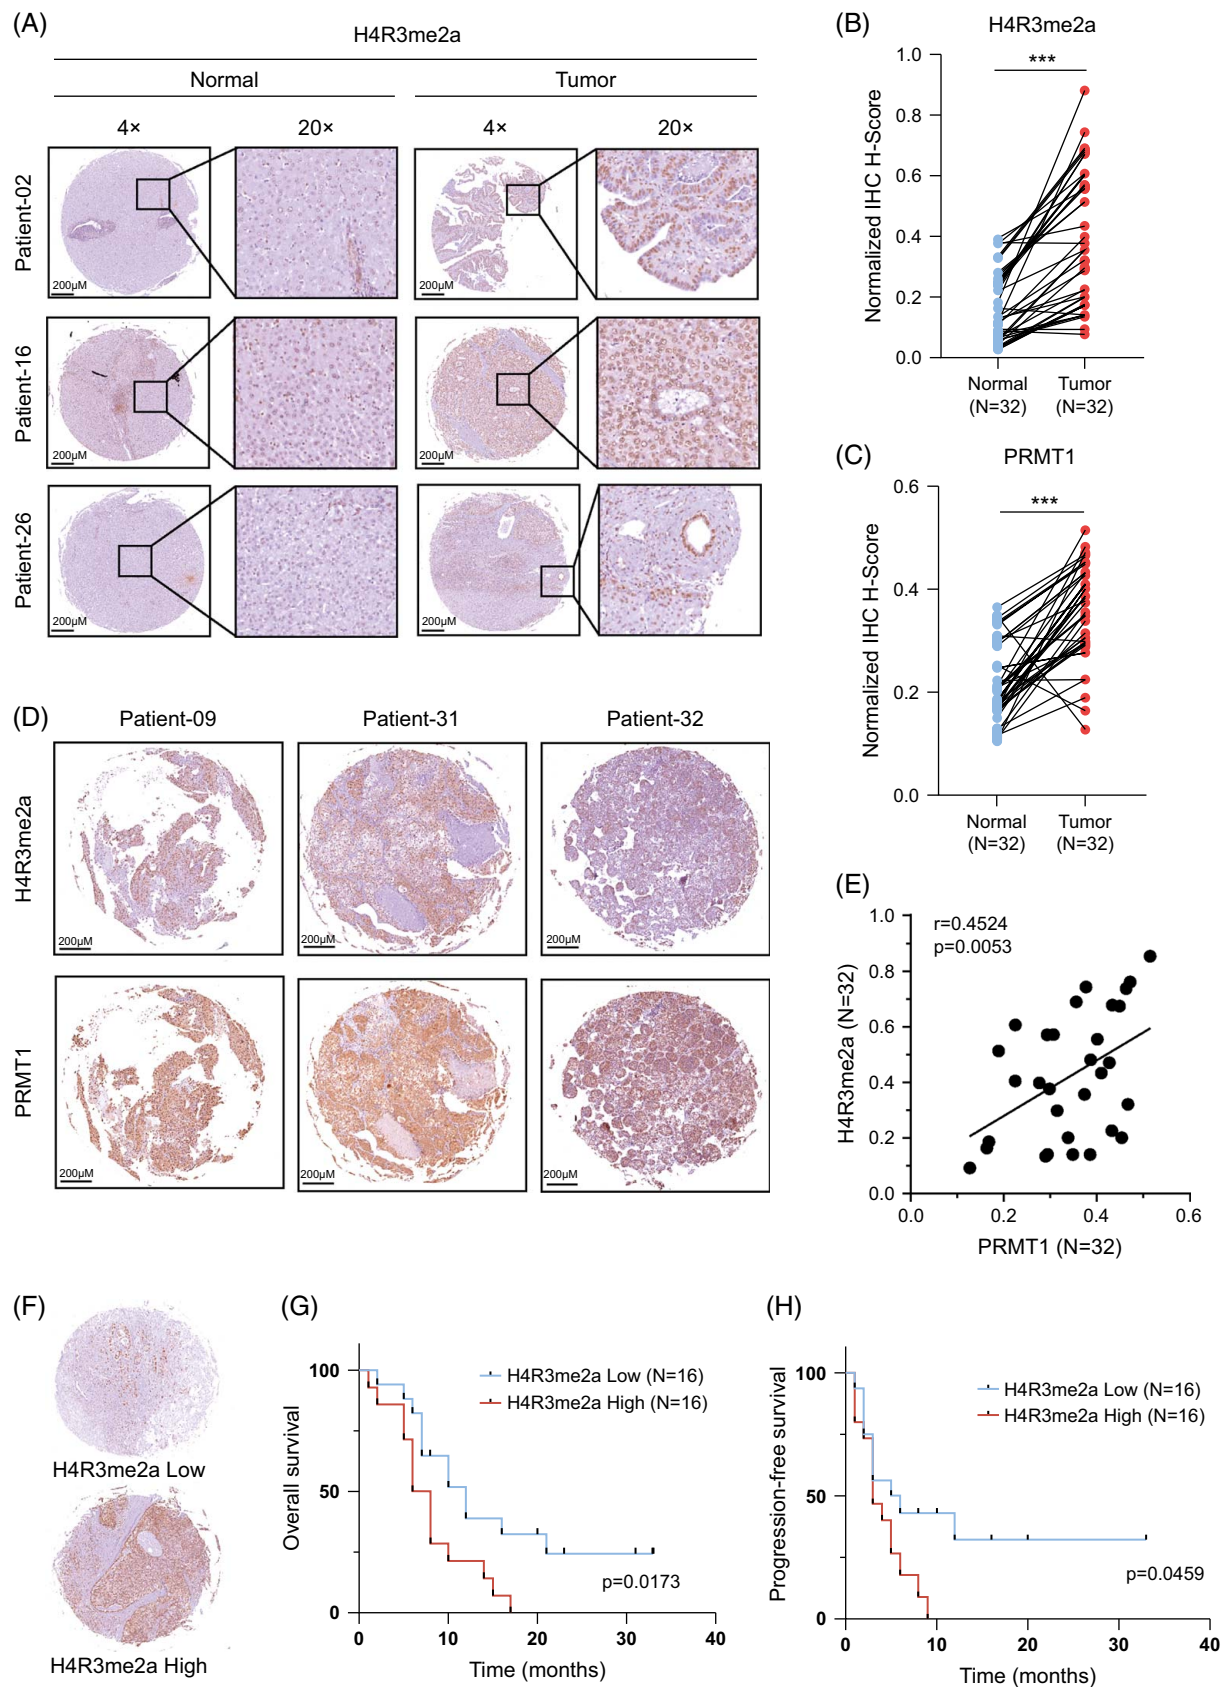 (A)
H4R3me2a
Normal
Tumor
4×
20×
4×
20×
Patient-02
200μM
200μM
Patient-16
200μM
200μM
Patient-26
200μM
200μM
(B)
H4R3me2a
***
Normalized IHC H-Score
1.0
0.8
0.6
0.4
0.2
0.0
Normal
(N=32)
Tumor
(N=32)
(C)
PRMT1
***
Normalized IHC H-Score
0.6
0.4
0.2
0.0
Normal
(N=32)
Tumor
(N=32)
(D)
Patient-09
Patient-31
Patient-32
H4R3me2a
200μM
200μM
200μM
PRMT1
200μM
200μM
200μM
(E)
r=0.4524
p=0.0053
H4R3me2a (N=32)
1.0
0.8
0.6
0.4
0.2
0.0
0.0
0.2
0.4
0.6
PRMT1 (N=32)
(F)
H4R3me2a Low
H4R3me2a High
(G)
Overall survival
100
50
0
H4R3me2a Low (N=16)
H4R3me2a High (N=16)
p=0.0173
0
10
20
30
40
Time (months)
(H)
Progression-free survival
100
50
0
H4R3me2a Low (N=16)
H4R3me2a High (N=16)
p=0.0459
0
10
20
30
40
Time (months)